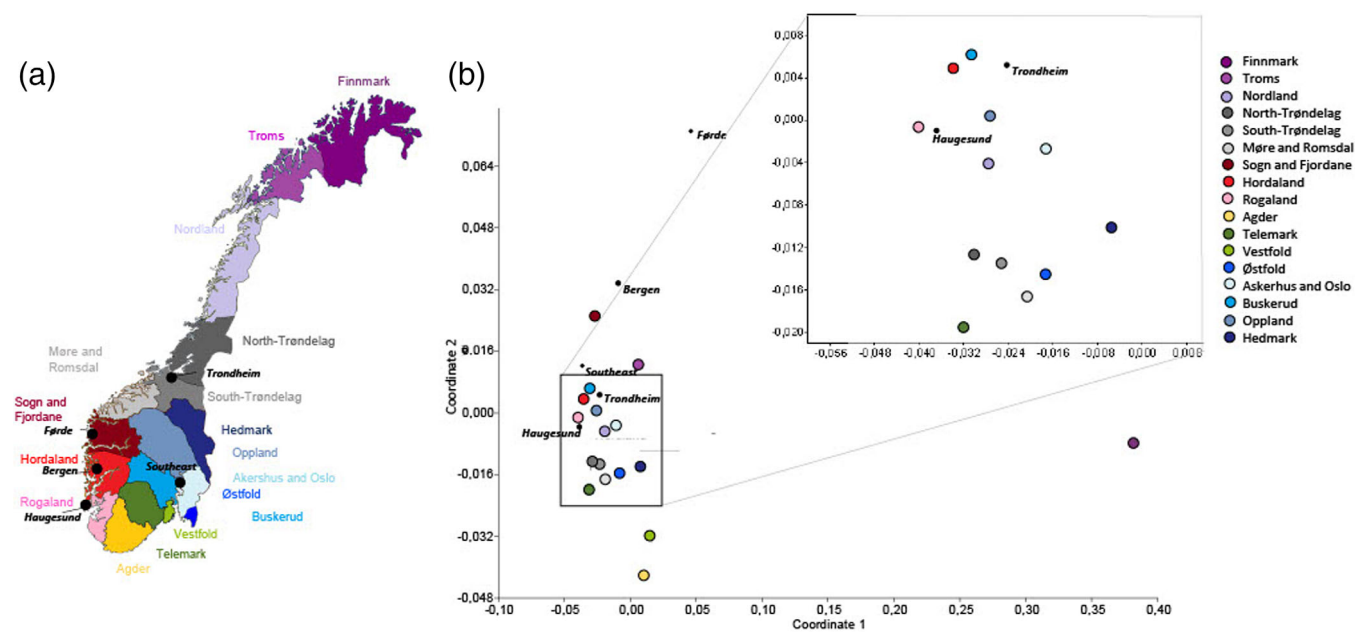 (a)
Finnmark
Troms
Nordland
North-Trøndelag
Møre and
Romsdal
Trondheim
South-Trøndelag
Sogn and
Fjordane
Førde
Hedmark
Oppland
Hordaland
Bergen
Southeast
Akershus and Oslo
Østfold
Rogaland
Haugesund
Buskerud
Vestfold
Telemark
Agder
(b)
Coordinate 2
0,064
0,048
0,032
0,016
0,000
-0,016
-0,032
-0,048
-0,10
-0,05
0,00
0,05
0,10
0,15
0,20
0,25
0,30
0,35
0,40
Coordinate 1
Førde
Bergen
Southeast
Trondheim
Haugesund
0,008
0,004
0,000
-0,004
-0,008
-0,012
-0,016
-0,020
-0,056
-0,048
-0,040
-0,032
-0,024
-0,016
-0,008
0,000
0,008
Trondheim
Haugesund
Finnmark
Troms
Nordland
North-Trøndelag
South-Trøndelag
Møre and Romsdal
Sogn and Fjordane
Hordaland
Rogaland
Agder
Telemark
Vestfold
Østfold
Askerhus and Oslo
Buskerud
Oppland
Hedmark